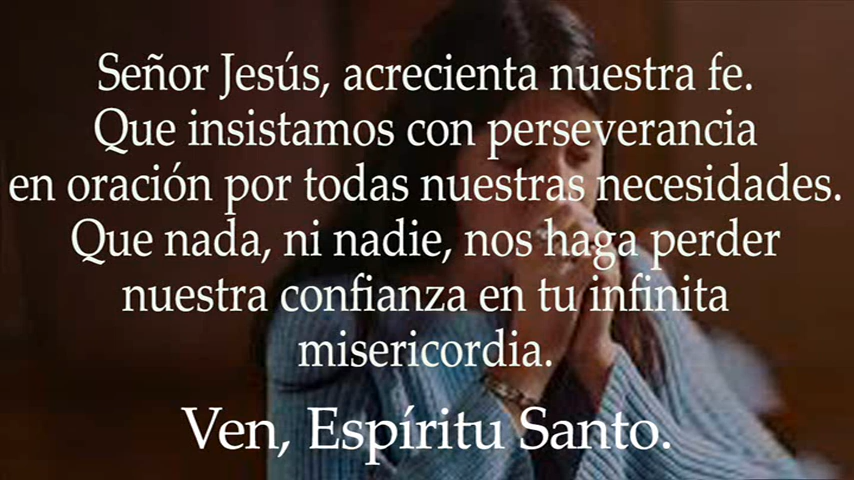 Señor Jesús, acrecienta nuestra fe.
Que insistamos con perseverancia
en oración por todas nuestras necesidades.
Que nada, ni nadie, nos haga perder
nuestra confianza en tu infinita
misericordia.
Ven, Espíritu Santo.